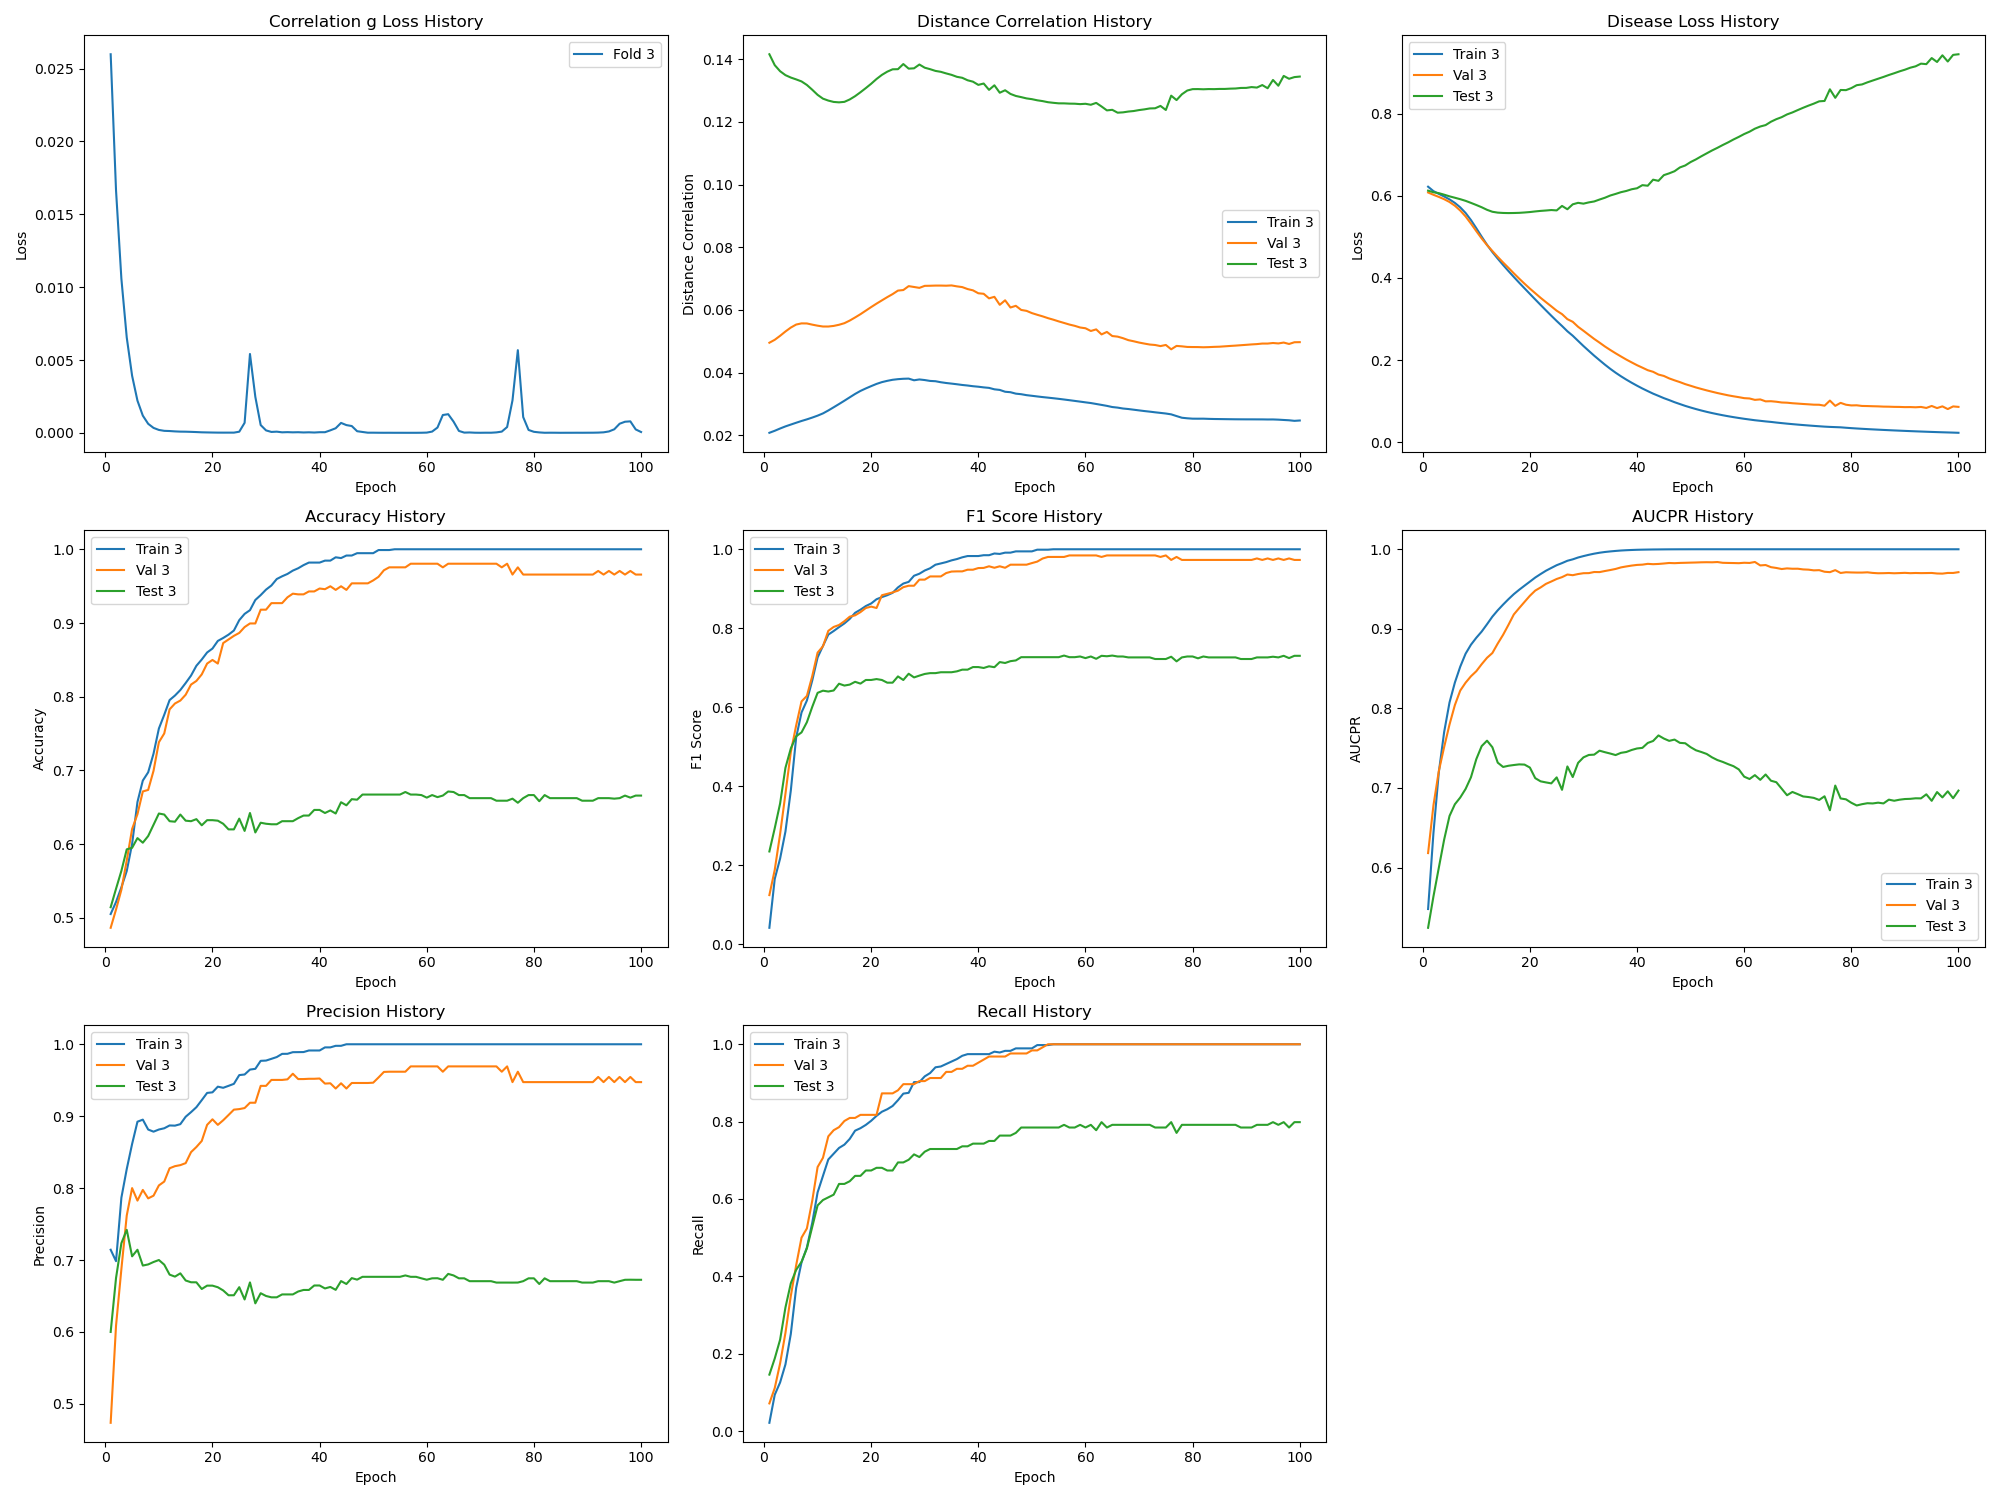 Correlation g Loss History
Fold 3
0.025
0.020
0.015
0.010
0.005
0.000
Loss
0 20 40 60 80 100
Epoch
Distance Correlation History
0.14
0.12
0.10
0.08
0.06
0.04
0.02
Distance Correlation
Train 3
Val 3
Test 3
0 20 40 60 80 100
Epoch
Disease Loss History
Train 3
Val 3
Test 3
0.8
0.6
0.4
0.2
0.0
Loss
0 20 40 60 80 100
Epoch
Accuracy History
Train 3
Val 3
Test 3
1.0
0.9
0.8
0.7
0.6
0.5
Accuracy
0 20 40 60 80 100
Epoch
F1 Score History
Train 3
Val 3
Test 3
1.0
0.8
0.6
0.4
0.2
0.0
F1 Score
0 20 40 60 80 100
Epoch
AUCPR History
1.0
0.9
0.8
0.7
0.6
AUCPR
Train 3
Val 3
Test 3
0 20 40 60 80 100
Epoch
Precision History
Train 3
Val 3
Test 3
1.0
0.9
0.8
0.7
0.6
0.5
Precision
0 20 40 60 80 100
Epoch
Recall History
Train 3
Val 3
Test 3
1.0
0.8
0.6
0.4
0.2
0.0
Recall
0 20 40 60 80 100
Epoch